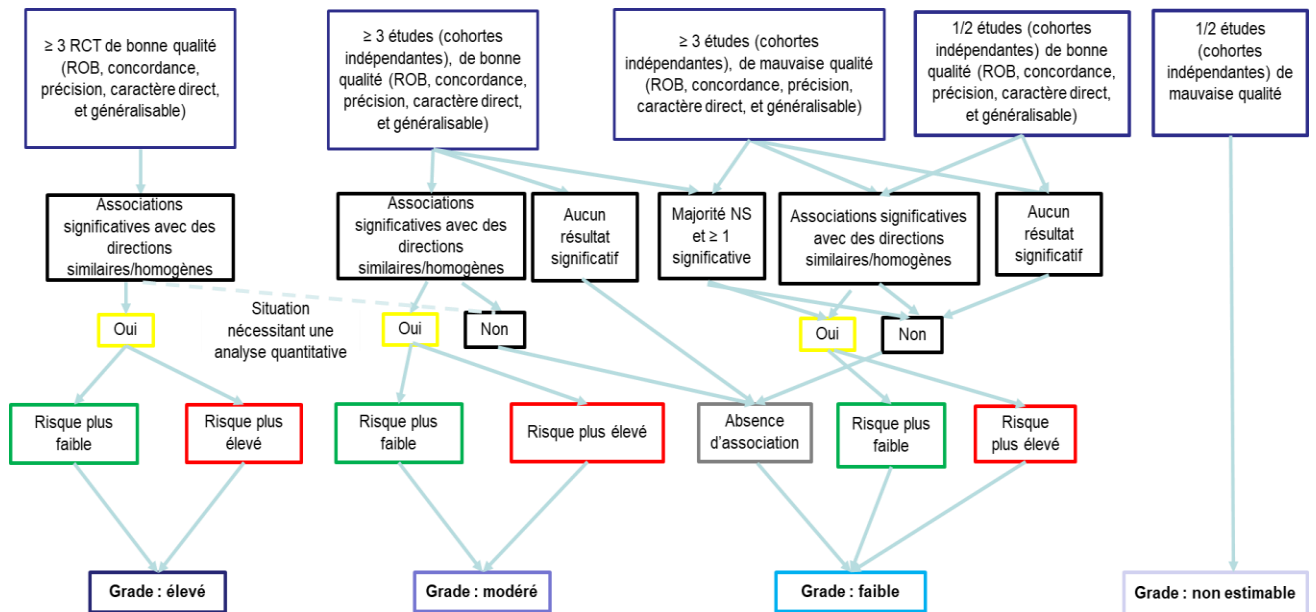 ≥ 3 RCT de bonne qualité
(ROB, concordance,
précision, caractère direct,
et généralisable)
≥ 3 études (cohortes
indépendantes), de bonne
qualité (ROB, concordance,
précision, caractère direct,
et généralisable)
≥ 3 études (cohortes
indépendantes), de mauvaise qualité
(ROB, concordance, précision,
caractère direct, et généralisable)
1/2 études (cohortes
indépendantes) de bonne
qualité (ROB, concordance,
précision, caractère direct,
et généralisable)
1/2 études
(cohortes
indépendantes) de
mauvaise qualité
Associations
significatives avec des
directions
similaires/homogènes
Associations
significatives avec des
directions
similaires/homogènes
Aucun
résultat
significatif
Majorité NS
et ≥ 1
significative
Associations significatives
avec des directions
similaires/homogènes
Aucun
résultat
significatif
Oui
Situation
nécessitant une
analyse quantitative
Oui
Non
Oui
Non
Risque plus
faible
Risque plus
élevé
Risque plus
faible
Risque plus élevé
Absence
d'association
Risque plus
faible
Risque
plus élevé
Grade : élevé
Grade : modéré
Grade : faible
Grade : non estimable